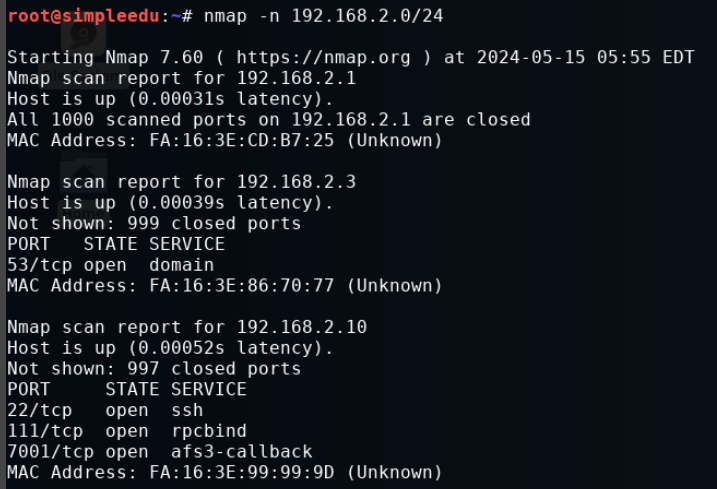 root@simpleedu:~# nmap -n 192.168.2.0/24
Starting Nmap 7.60 ( https://nmap.org ) at 2024-05-15 05:55 EDT
Nmap scan report for 192.168.2.1
Host is up (0.00031s latency).
All 1000 scanned ports on 192.168.2.1 are closed
MAC Address: FA:16:3E:CD:B7:25 (Unknown)
Nmap scan report for 192.168.2.3
Host is up (0.00039s latency).
Not shown: 999 closed ports
PORT   STATE SERVICE
53/tcp open  domain
MAC Address: FA:16:3E:86:70:77 (Unknown)
Nmap scan report for 192.168.2.10
Host is up (0.00052s latency).
Not shown: 997 closed ports
PORT     STATE SERVICE
22/tcp   open  ssh
111/tcp  open  rpcbind
7001/tcp open  afs3-callback
MAC Address: FA:16:3E:99:99:9D (Unknown)